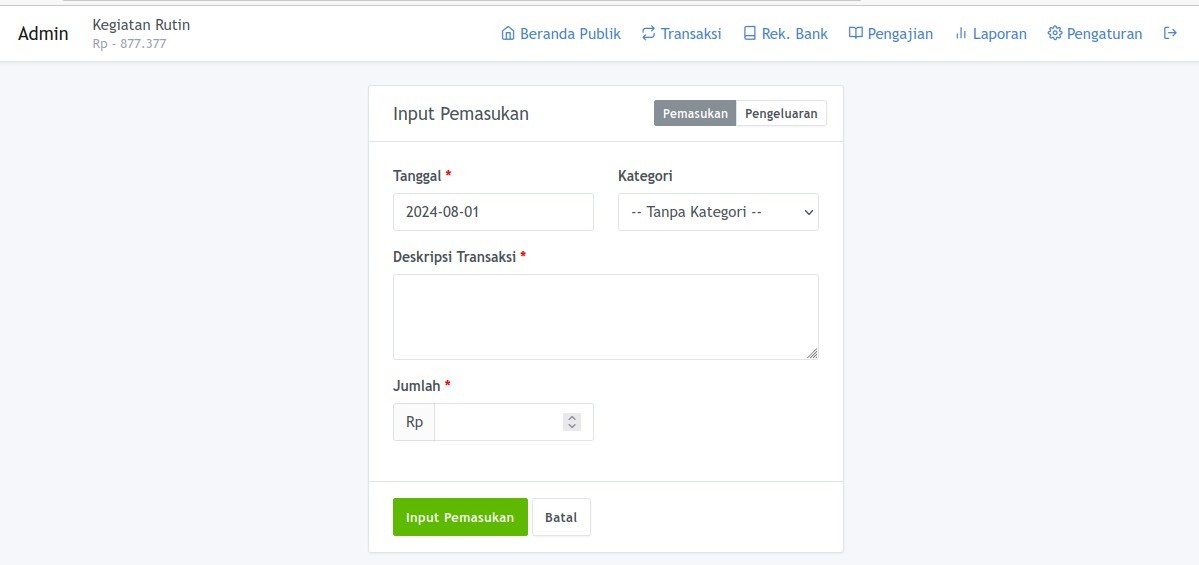 Admin
Kegiatan Rutin
Rp - 877.377
Beranda Publik
Transaksi
Rek. Bank
Pengajian
Laporan
Pengaturan
Input Pemasukan
Pemasukan
Pengeluaran
Tanggal *
Kategori
2024-08-01
-- Tanpa Kategori --
Deskripsi Transaksi *
Jumlah *
Rp
Input Pemasukan
Batal